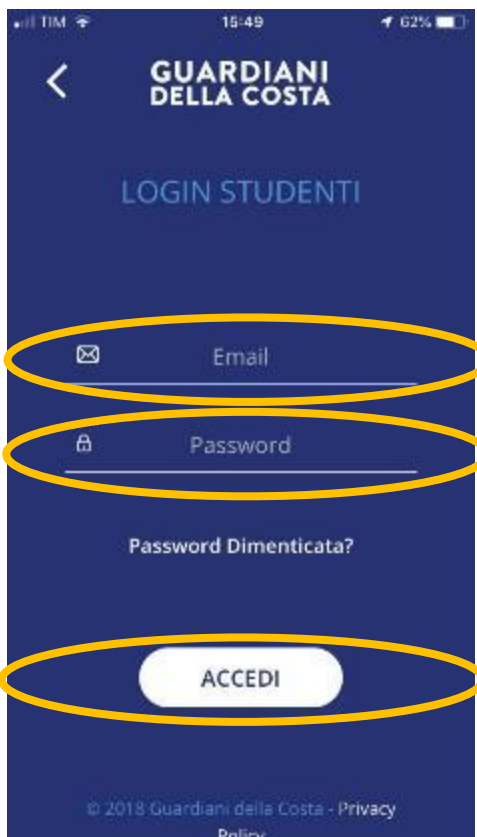 TIM 15:49 62%
GUARDIANI
DELLA COSTA
LOGIN STUDENTI
Email
Password
Password Dimenticata?
ACCEDI
© 2018 Guardiani della Costa - Privacy
Policy